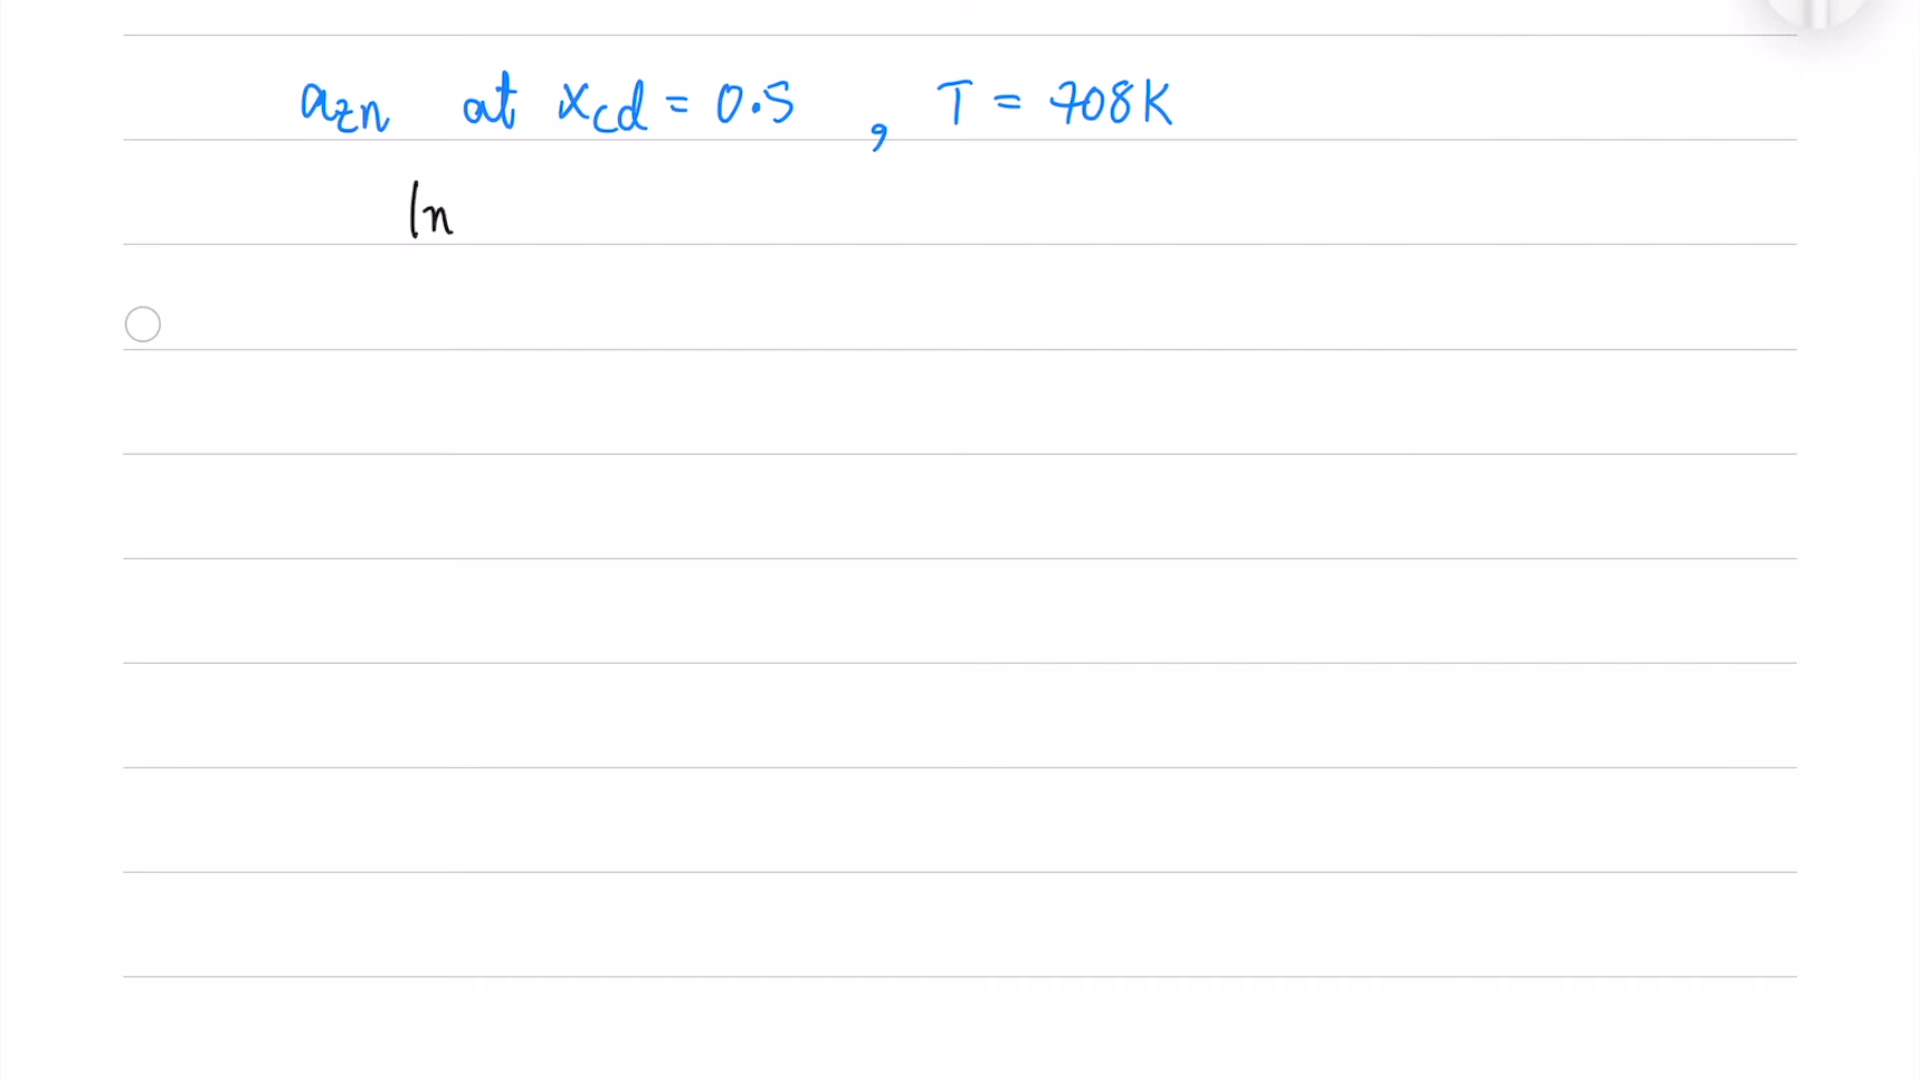 a_zn at x_cd = 0.5 , T = 708K
ln